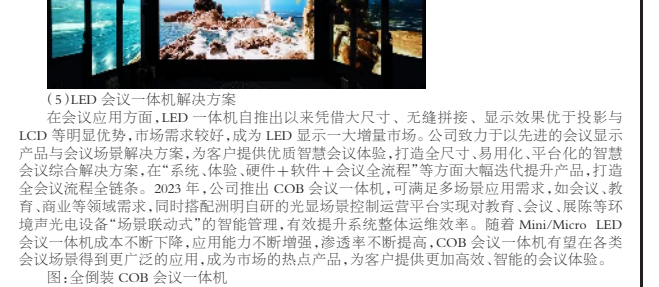 (5)LED 会议一体机解决方案
在会议应用方面,LED 一体机自推出以来凭借大尺寸、无缝拼接、显示效果优于投影与
LCD 等明显优势,市场需求较好,成为 LED 显示一大增量市场。公司致力于以先进的会议显示
产品与会议场景解决方案,为客户提供优质智慧会议体验,打造全尺寸、易用化、平台化的智慧
会议综合解决方案,在“系统、体验、硬件+软件+会议全流程”等方面大幅迭代提升产品,打造
全会议流程全链条。2023 年,公司推出 COB 会议一体机,可满足多场景应用需求,如会议、教
育、商业等领域需求,同时搭配洲明自研的光显场景控制运营平台实现对教育、会议、展陈等环
境声光电设备“场景联动式”的智能管理,有效提升系统整体运维效率。随着 Mini/Micro LED
会议一体机成本不断下降,应用能力不断增强,渗透率不断提高,COB 会议一体机有望在各类
会议场景得到更广泛的应用,成为市场的热点产品,为客户提供更加高效、智能的会议体验。
图:全倒装 COB 会议一体机